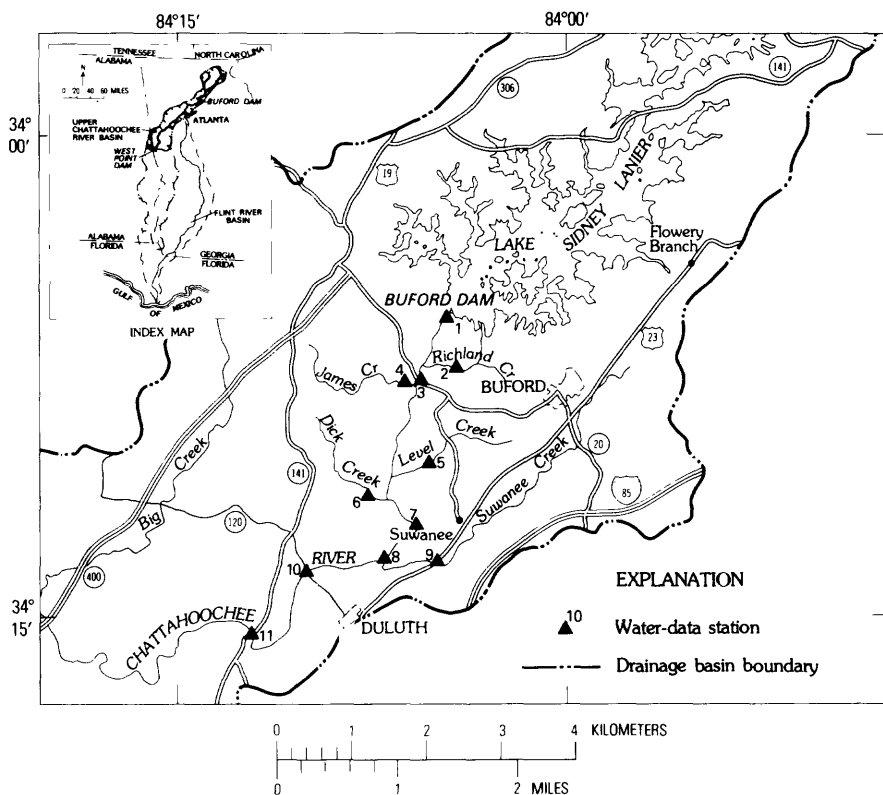 84°15′
84°00′
34°
00′
34°
15′
TENNESSEE
ALABAMA
NORTH CAROLINA
N
0 20 40 60 MILES
BUFORD DAM
ATLANTA
UPPER
CHATTAHOOCHEE
RIVER BASIN
WEST
POINT
DAM
FLINT RIVER
BASIN
ALABAMA
FLORIDA
GEORGIA
FLORIDA
GULF
OF
MEXICO
INDEX MAP
306
141
19
LAKE
SIDNEY
LANIER
Flowery
Branch
BUFORD DAM
1
23
Richland
Cr
2
James
Cr
4
3
BUFORD
Dick
Creek
6
Level
Creek
5
20
Suwanee Creek
85
Big
Creek
141
120
7
Suwanee
8
9
400
10
RIVER
CHATTAHOOCHEE
11
DULUTH
EXPLANATION
10
Water-data station
Drainage basin boundary
0 1 2 3 4 KILOMETERS
0 1 2 MILES